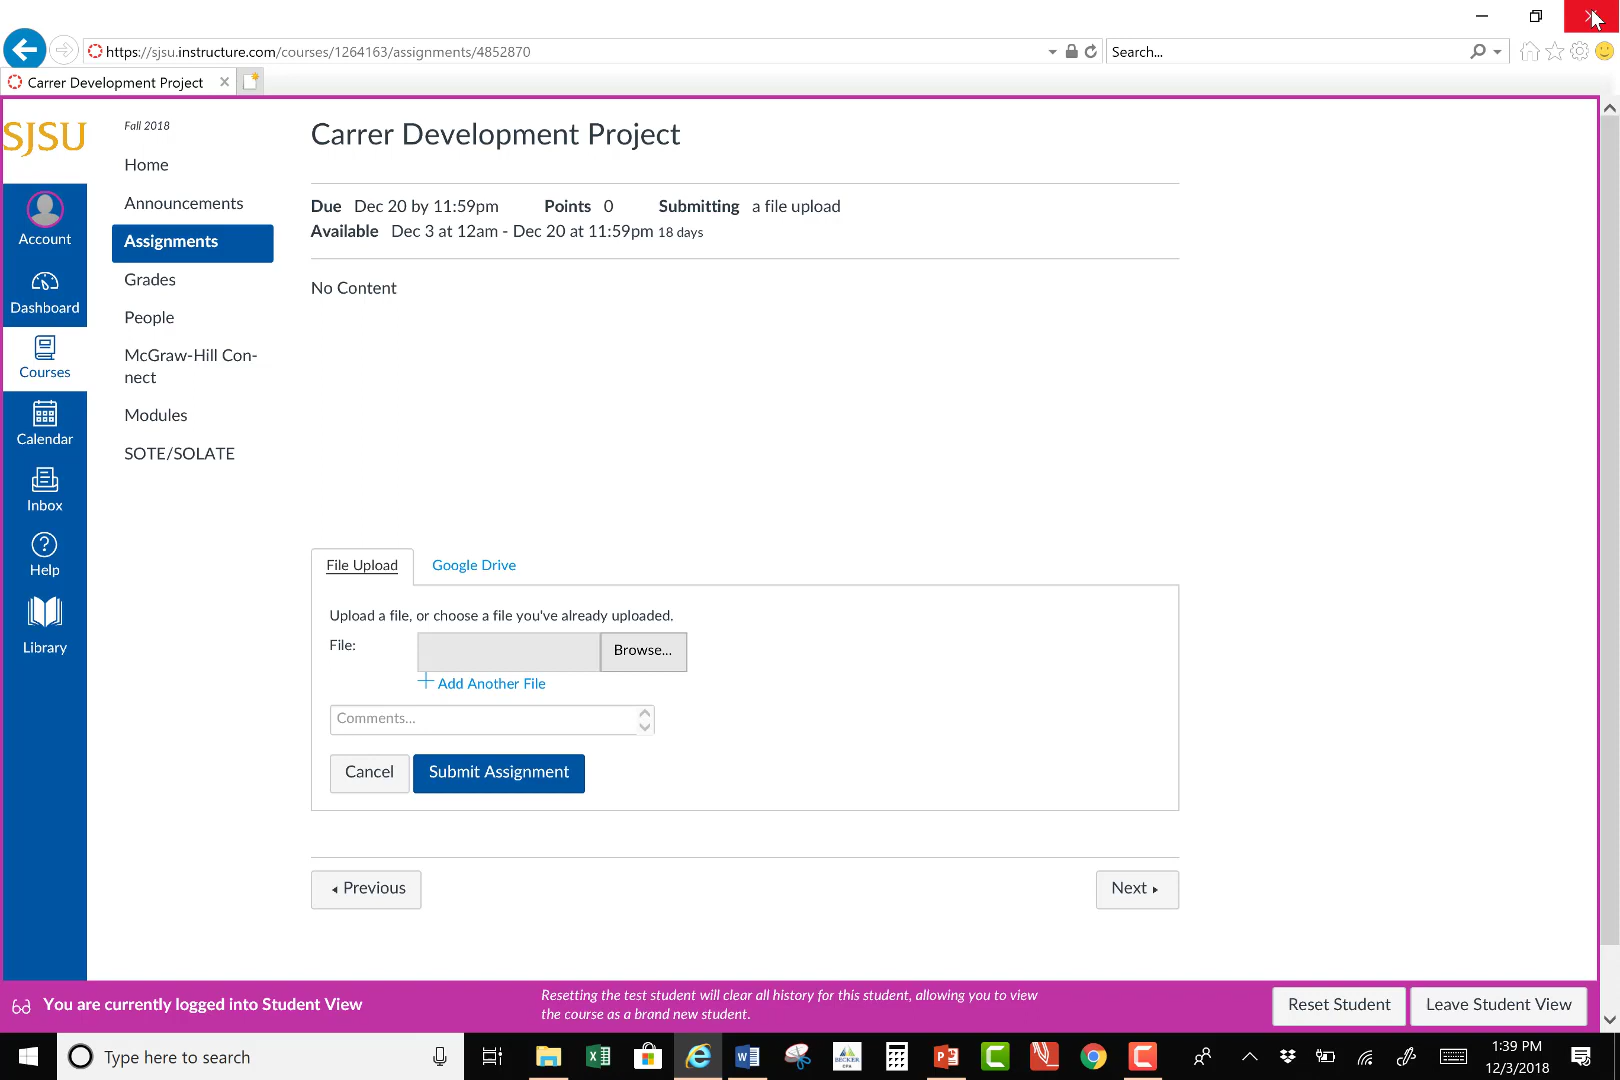 https://sjsu.instructure.com/courses/1264163/assignments/4852870
Search...
Carrer Development Project
SJSU
Account
Dashboard
Courses
Calendar
Inbox
Help
Library
Fall 2018
Home
Announcements
Assignments
Grades
People
McGraw-Hill Con-
nect
Modules
SOTE/SOLATE
Carrer Development Project
Due Dec 20 by 11:59pm Points 0 Submitting a file upload
Available Dec 3 at 12am - Dec 20 at 11:59pm 18 days
No Content
File Upload Google Drive
Upload a file, or choose a file you've already uploaded.
File: Browse...
Add Another File
Comments...
Cancel Submit Assignment
Previous Next
You are currently logged into Student View
Resetting the test student will clear all history for this student, allowing you to view
the course as a brand new student.
Reset Student Leave Student View
Type here to search
BECKER
1:39 PM
12/3/2018